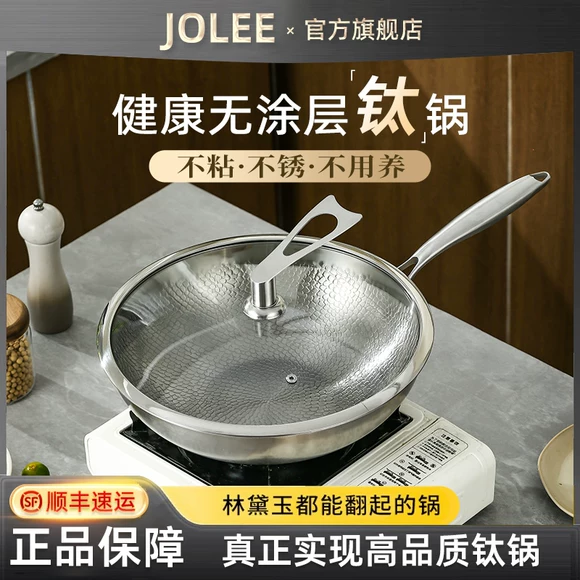 JOLEE × 官方旗舰店
健康无涂层「钛」锅
不粘·不锈·不用养
SF 顺丰速运
林黛玉都能翻起的锅
正品保障 真正实现高品质钛锅